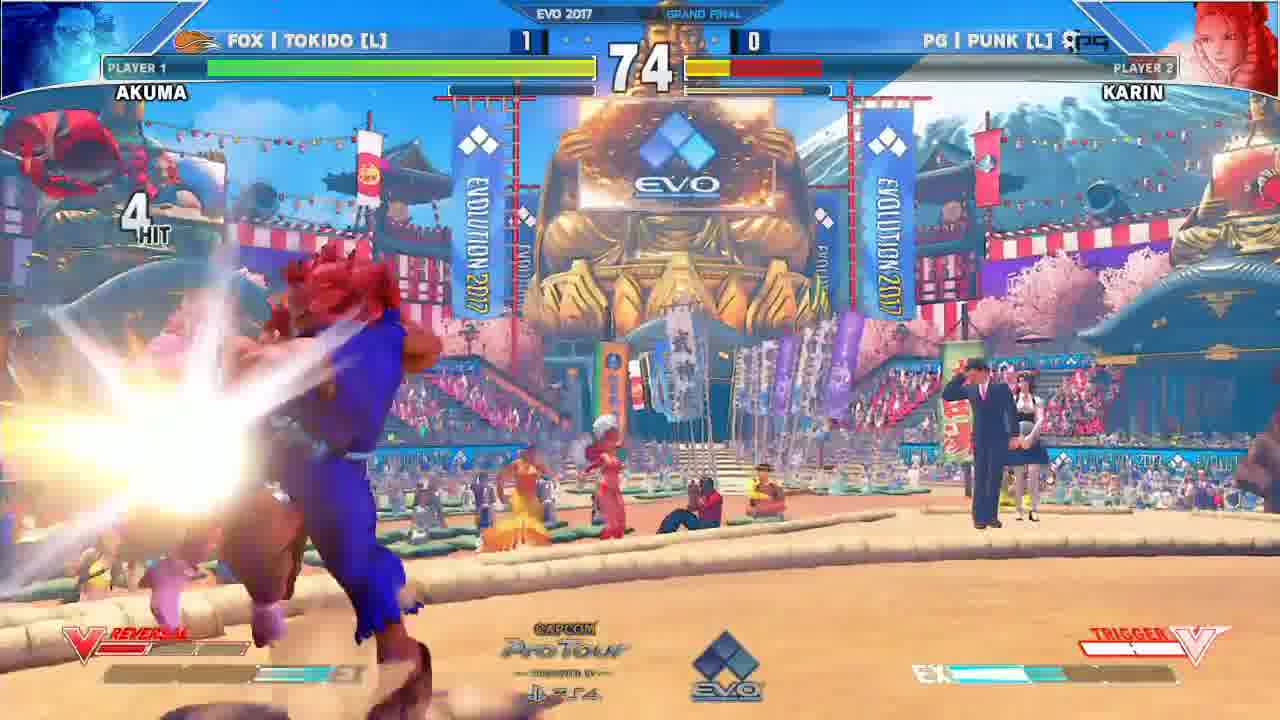 EVO 2017 GRAND FINAL
FOX | TOKIDO [L] 1 74 0 PG | PUNK [L]
PLAYER 1 PLAYER 2
AKUMA KARIN
EVO
EVOLUTION 2017
EVOLUTION 2017
4 HIT
REVERSAL
TRIGGER
V
V
EX
CAPCOM
Pro Tour
PS4
EVO